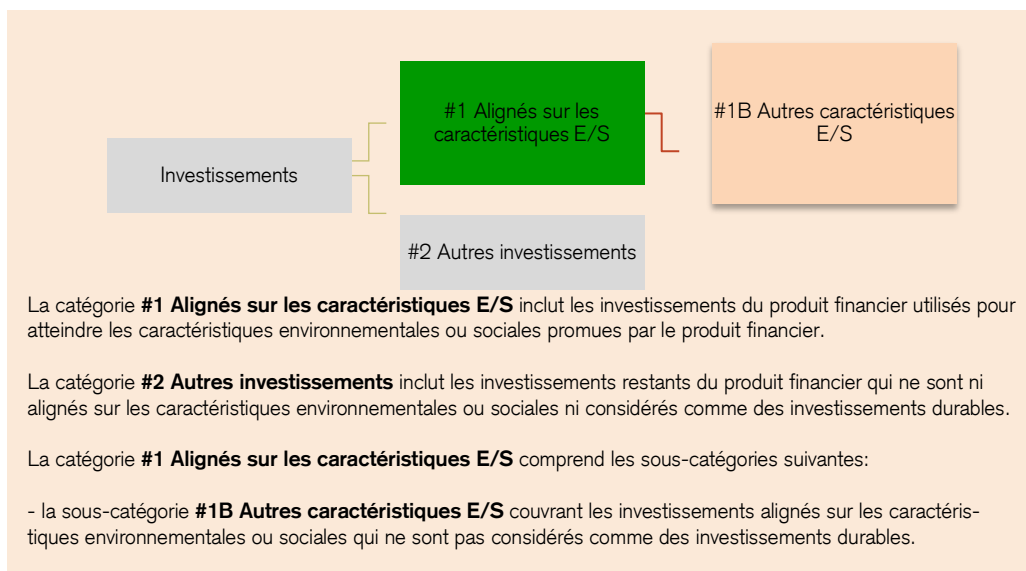 #1 Alignés sur les
caractéristiques E/S
#1B Autres caractéristiques
E/S
Investissements
#2 Autres investissements
La catégorie #1 Alignés sur les caractéristiques E/S inclut les investissements du produit financier utilisés pour
atteindre les caractéristiques environnementales ou sociales promues par le produit financier.
La catégorie #2 Autres investissements inclut les investissements restants du produit financier qui ne sont ni
alignés sur les caractéristiques environnementales ou sociales ni considérés comme des investissements durables.
La catégorie #1 Alignés sur les caractéristiques E/S comprend les sous-catégories suivantes:
- la sous-catégorie #1B Autres caractéristiques E/S couvrant les investissements alignés sur les caractéris-
tiques environnementales ou sociales qui ne sont pas considérés comme des investissements durables.